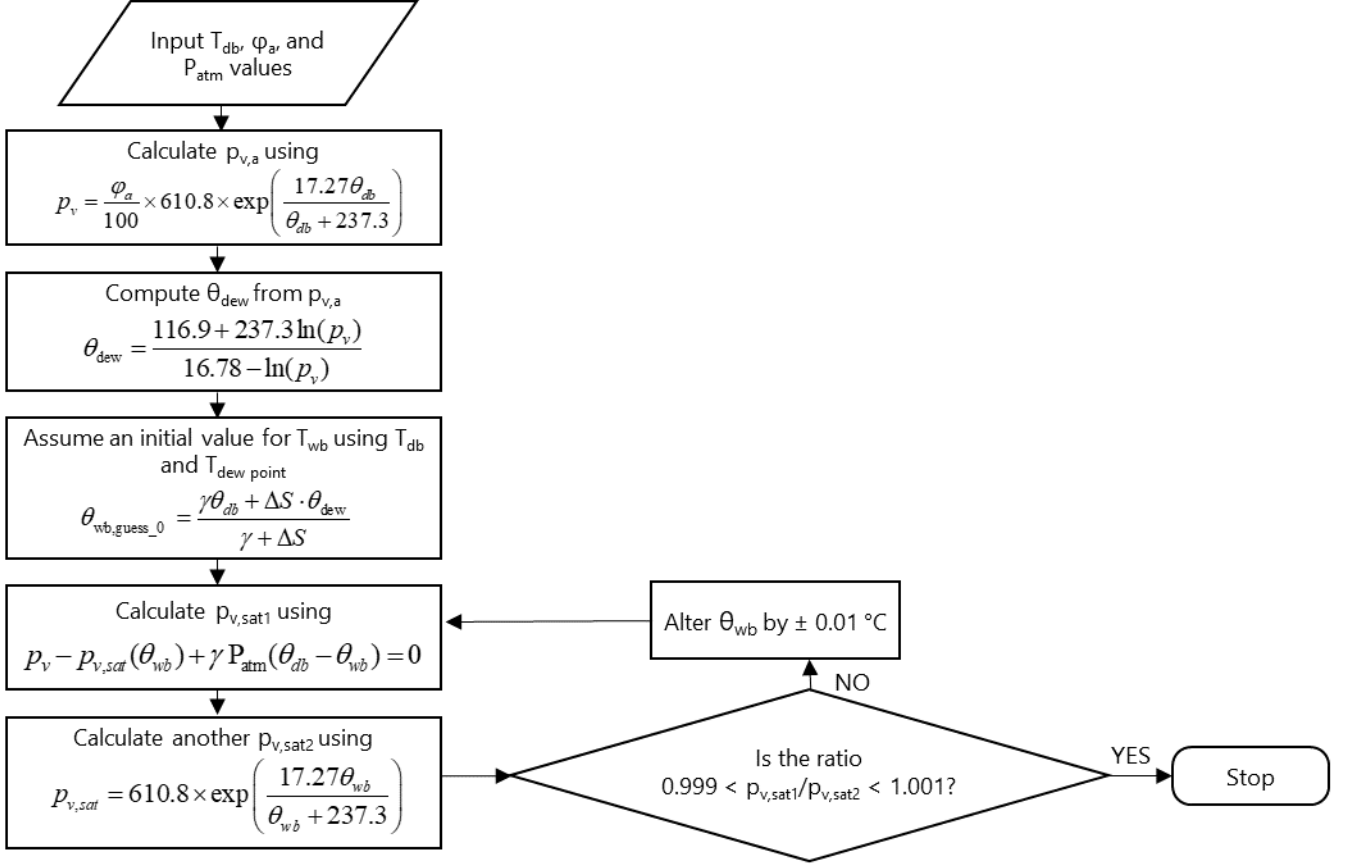 Input T_db, φ_a, and
P_atm values
Calculate p_v,a using
p_v = φ_a/100 × 610.8 × exp(17.27θ_db / (θ_db + 237.3))
Compute θ_dew from p_v,a
θ_dew = (116.9 + 237.3 ln(p_v)) / (16.78 − ln(p_v))
Assume an initial value for T_wb using T_db
and T_dew point
θ_wb,guess_0 = (γθ_db + ΔS · θ_dew) / (γ + ΔS)
Calculate p_v,sat1 using
p_v − p_v,sat(θ_wb) + γ P_atm(θ_db − θ_wb) = 0
Calculate another p_v,sat2 using
p_v,sat = 610.8 × exp(17.27θ_wb / (θ_wb + 237.3))
Is the ratio
0.999 < p_v,sat1/p_v,sat2 < 1.001?
NO
Alter θ_wb by ± 0.01 °C
YES
Stop